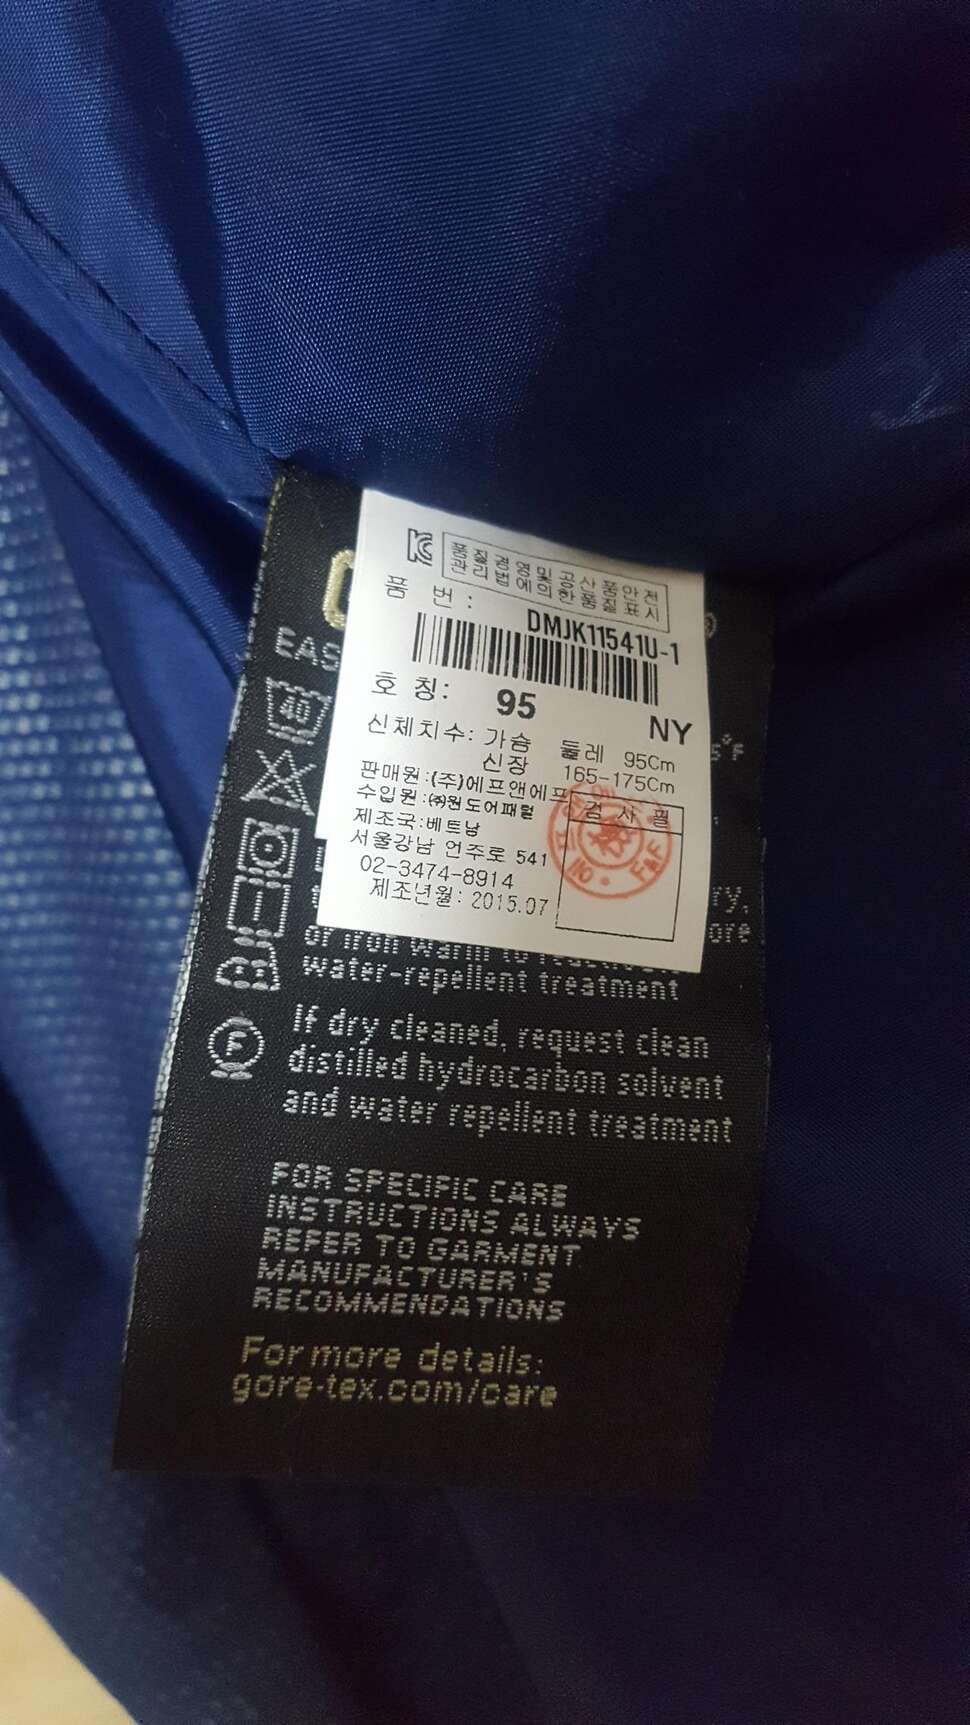 품질경영및공산품안전
관리법에의한품질표시
품 번 :
DMJK11541U-1
호 칭: 95
NY
신체치수: 가슴 둘레 95Cm
신장 165-175Cm
판매원:(주)에프앤에프
수입원:㈜원도어패럴
검 사 필
제조국:베트남
서울강남 언주로 541
02-3474-8914
제조년월: 2015.07
F&F
40
or iron warm to
water-repellent treatment
F
If dry cleaned, request clean
distilled hydrocarbon solvent
and water repellent treatment
FOR SPECIFIC CARE
INSTRUCTIONS ALWAYS
REFER TO GARMENT
MANUFACTURER'S
RECOMMENDATIONS
For more details:
gore-tex.com/care